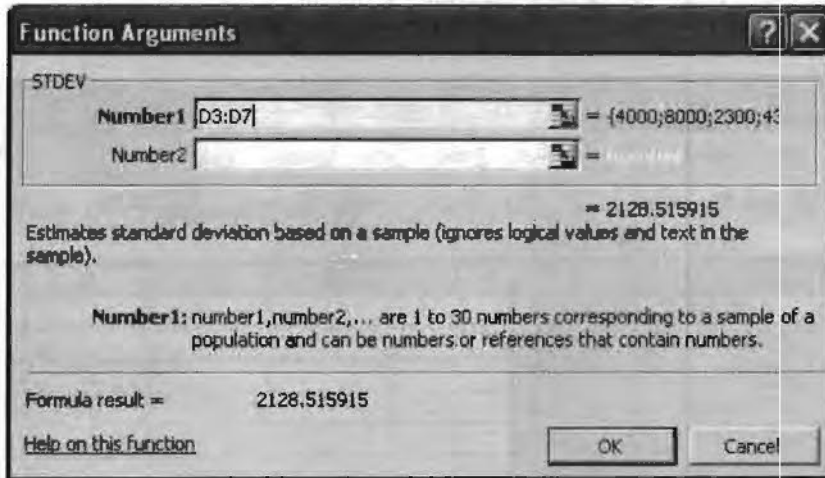 Function Arguments
STDEV
Number1 D3:D7 = {4000;8000;2300;43
Number2 =
= 2128.515915
Estimates standard deviation based on a sample (ignores logical values and text in the
sample).
Number1: number1,number2,... are 1 to 30 numbers corresponding to a sample of a
population and can be numbers or references that contain numbers.
Formula result = 2128.515915
Help on this function
OK Cancel